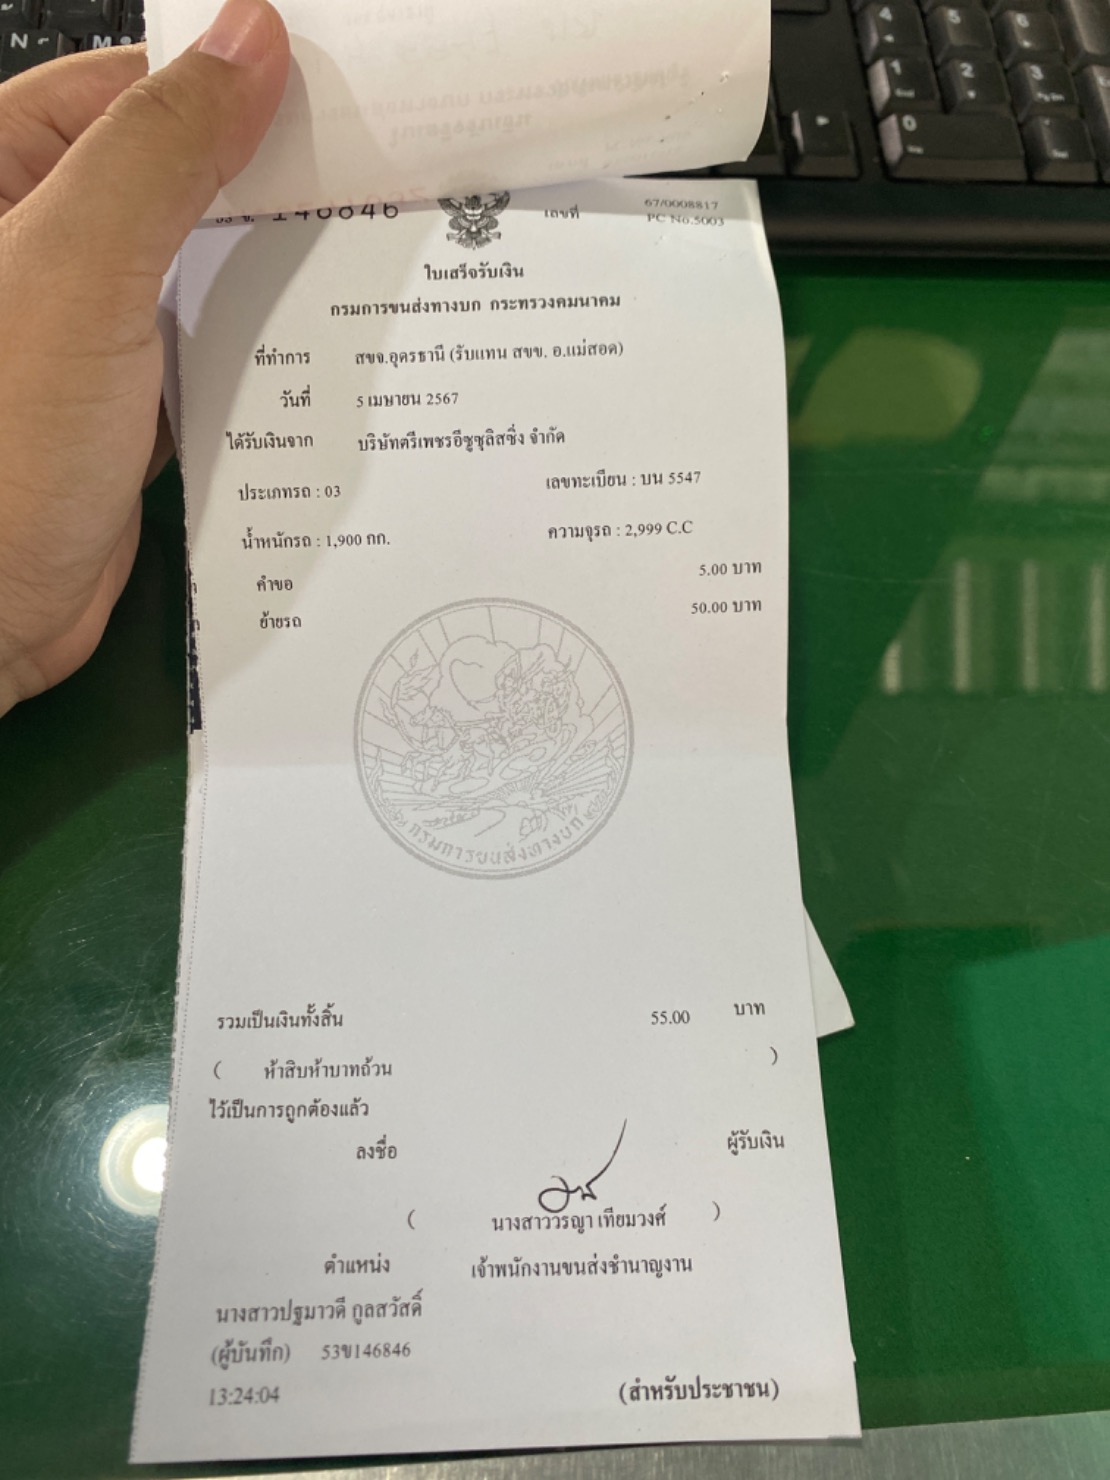 146846
เลขที่ 67/0008817
PC No.5003
ใบเสร็จรับเงิน
กรมการขนส่งทางบก กระทรวงคมนาคม
ที่ทำการ สขจ.อุดรธานี (รับแทน สขข. อ.แม่สอด)
วันที่ 5 เมษายน 2567
ได้รับเงินจาก บริษัทตรีเพชรอีซูซุลิสซิ่ง จำกัด
ประเภทรถ : 03 เลขทะเบียน : บน 5547
น้ำหนักรถ : 1,900 กก. ความจุรถ : 2,999 C.C
คำขอ 5.00 บาท
ย้ายรถ 50.00 บาท
กรมการขนส่งทางบก
รวมเป็นเงินทั้งสิ้น 55.00 บาท
( ห้าสิบห้าบาทถ้วน )
ไว้เป็นการถูกต้องแล้ว
ลงชื่อ ผู้รับเงิน
( นางสาววรญา เทียมวงศ์ )
ตำแหน่ง เจ้าพนักงานขนส่งชำนาญงาน
นางสาวปฐมาวดี กูลสวัสดิ์
(ผู้บันทึก) 53ข146846
13:24:04 (สำหรับประชาชน)
N
M
4
5
6
1
2
3
0